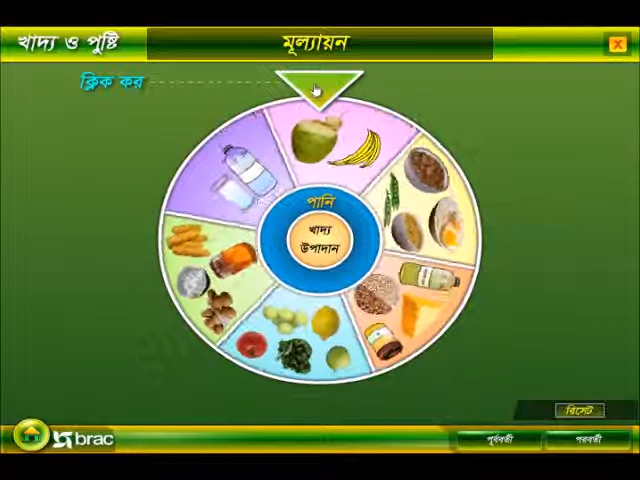 খাদ্য ও পুষ্টি
মূল্যায়ন
X
ক্লিক কর
পানি
খাদ্য
উপাদান
রিসেট
brac
পূর্ববর্তী
পরবর্তী